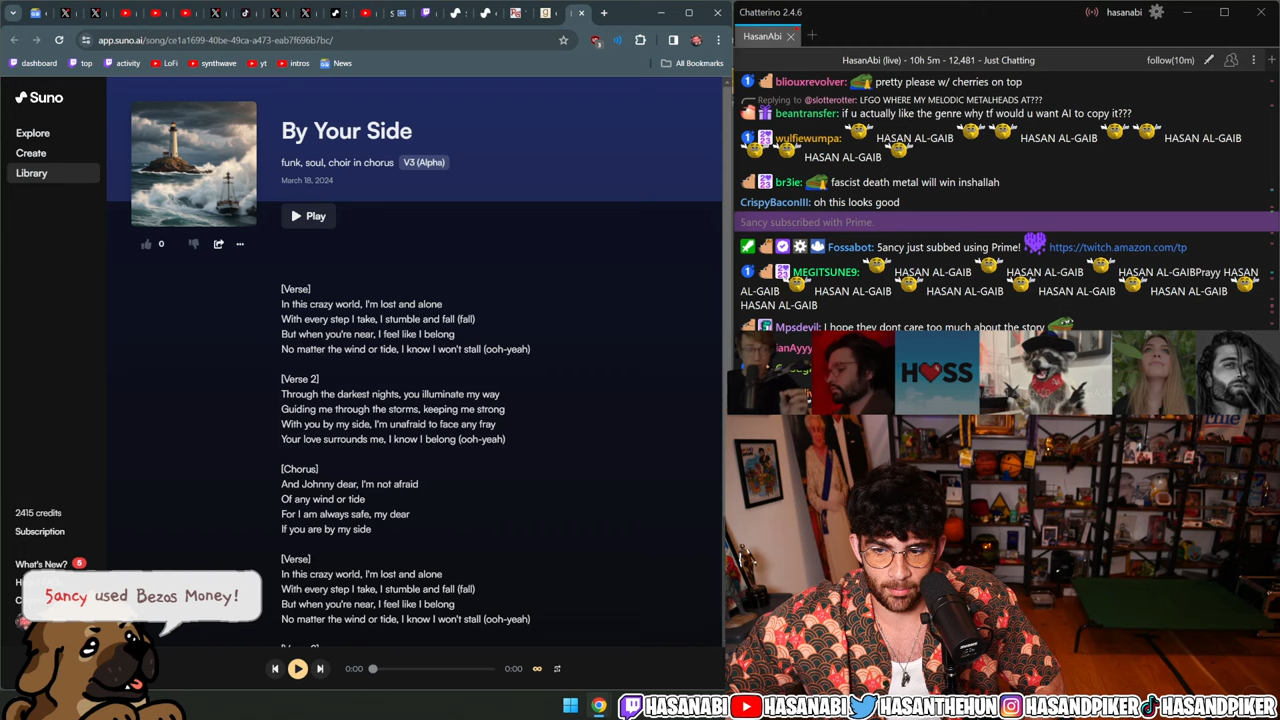 app.suno.ai/song/ce1a1699-40be-49ca-a473-eab7f696b7bc/
dashboard
top
activity
LoFi
synthwave
yt
intros
News
All Bookmarks
Suno
Explore
Create
Library
By Your Side
funk, soul, choir in chorus
V3 (Alpha)
March 18, 2024
Play
0
[Verse]
In this crazy world, I'm lost and alone
With every step I take, I stumble and fall (fall)
But when you're near, I feel like I belong
No matter the wind or tide, I know I won't stall (ooh-yeah)
[Verse 2]
Through the darkest nights, you illuminate my way
Guiding me through the storms, keeping me strong
With you by my side, I'm unafraid to face any fray
Your love surrounds me, I know I belong (ooh-yeah)
[Chorus]
And Johnny dear, I'm not afraid
Of any wind or tide
For I am always safe, my dear
If you are by my side
[Verse]
In this crazy world, I'm lost and alone
With every step I take, I stumble and fall (fall)
But when you're near, I feel like I belong
No matter the wind or tide, I know I won't stall (ooh-yeah)
2415 credits
Subscription
What's New? 5
5ancy used Bezos Money!
0:00
0:00
Chatterino 2.4.6
hasanabi
HasanAbi
HasanAbi (live) - 10h 5m - 12,481 - Just Chatting
follow(10m)
bliouxrevolver: pretty please w/ cherries on top
Replying to @slotterotter: LFGO WHERE MY MELODIC METALHEADS AT???
beantransfer: if u actually like the genre why tf would u want AI to copy it???
wulfiewumpa: HASAN AL-GAIB HASAN AL-GAIB HASAN AL-GAIB
HASAN AL-GAIB
br3ie: fascist death metal will win inshallah
CrispyBaconIII: oh this looks good
5ancy subscribed with Prime.
Fossabot: 5ancy just subbed using Prime! https://twitch.amazon.com/tp
MEGITSUNE9: HASAN AL-GAIB HASAN AL-GAIB HASAN AL-GAIBPrayy HASAN
AL-GAIB HASAN AL-GAIB HASAN AL-GAIB HASAN AL-GAIB
HASAN AL-GAIB
Mpsdevil: I hope they dont care too much about the story
HOSS
HASANABI
HASANABI
HASANTHEHUN
HASANDPIKER
HASANDPIKER